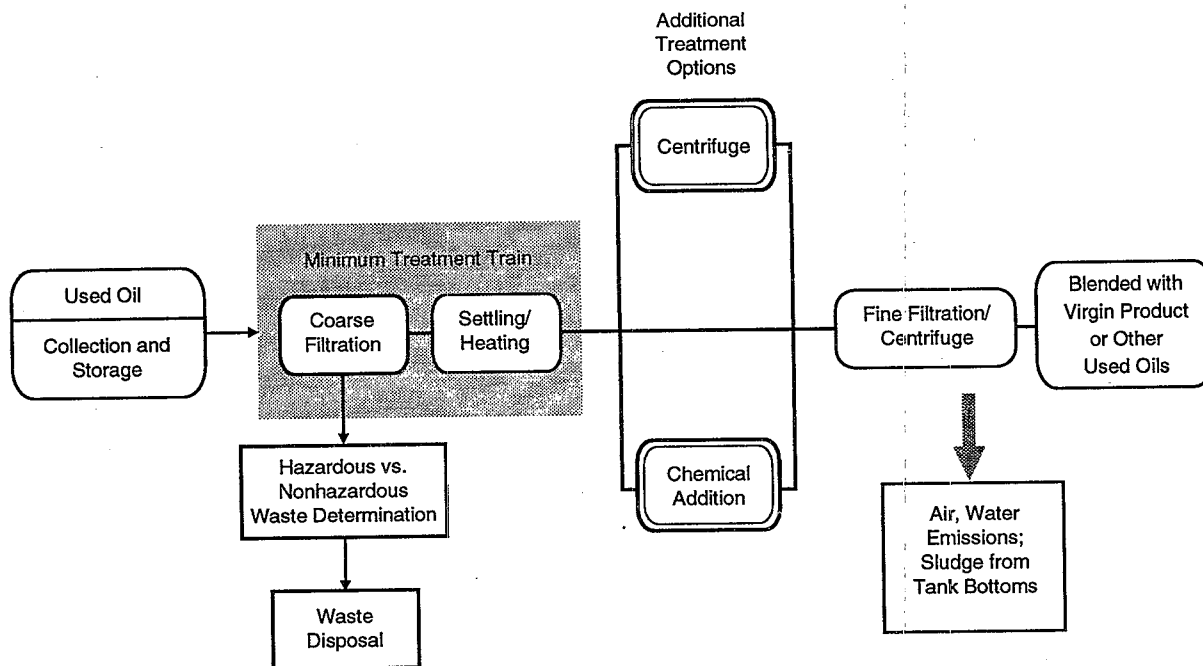 Additional
Treatment
Options
Centrifuge
Minimum Treatment Train
Used Oil
Collection and
Storage
Coarse
Filtration
Settling/
Heating
Fine Filtration/
Centrifuge
Blended with
Virgin Product
or Other
Used Oils
Hazardous vs.
Nonhazardous
Waste Determination
Chemical
Addition
Air, Water
Emissions;
Sludge from
Tank Bottoms
Waste
Disposal